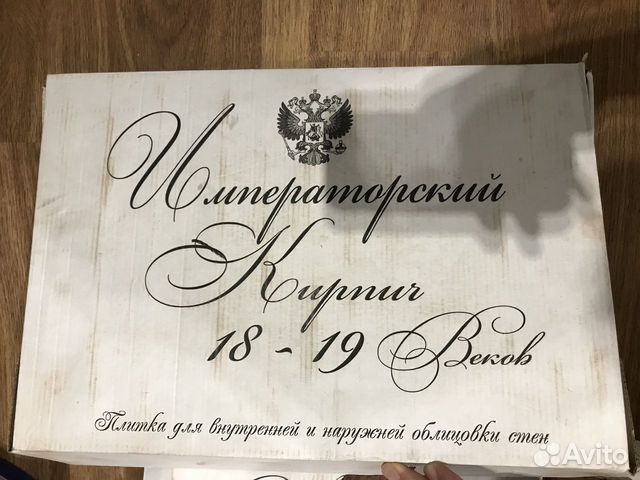 Императорский
Кирпич
18 - 19 Веков
Плитка для внутренней и наружней облицовки стен
Avito